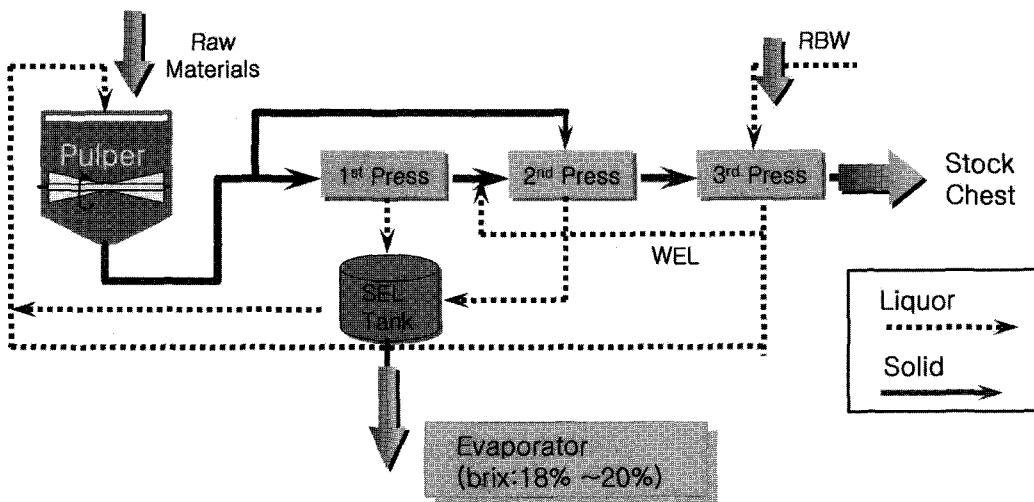 Raw
Materials
RBW
Pulper
1st Press
2nd Press
3rd Press
Stock
Chest
WEL
SEL
Tank
Liquor
Solid
Evaporator
(brix:18% ~20%)